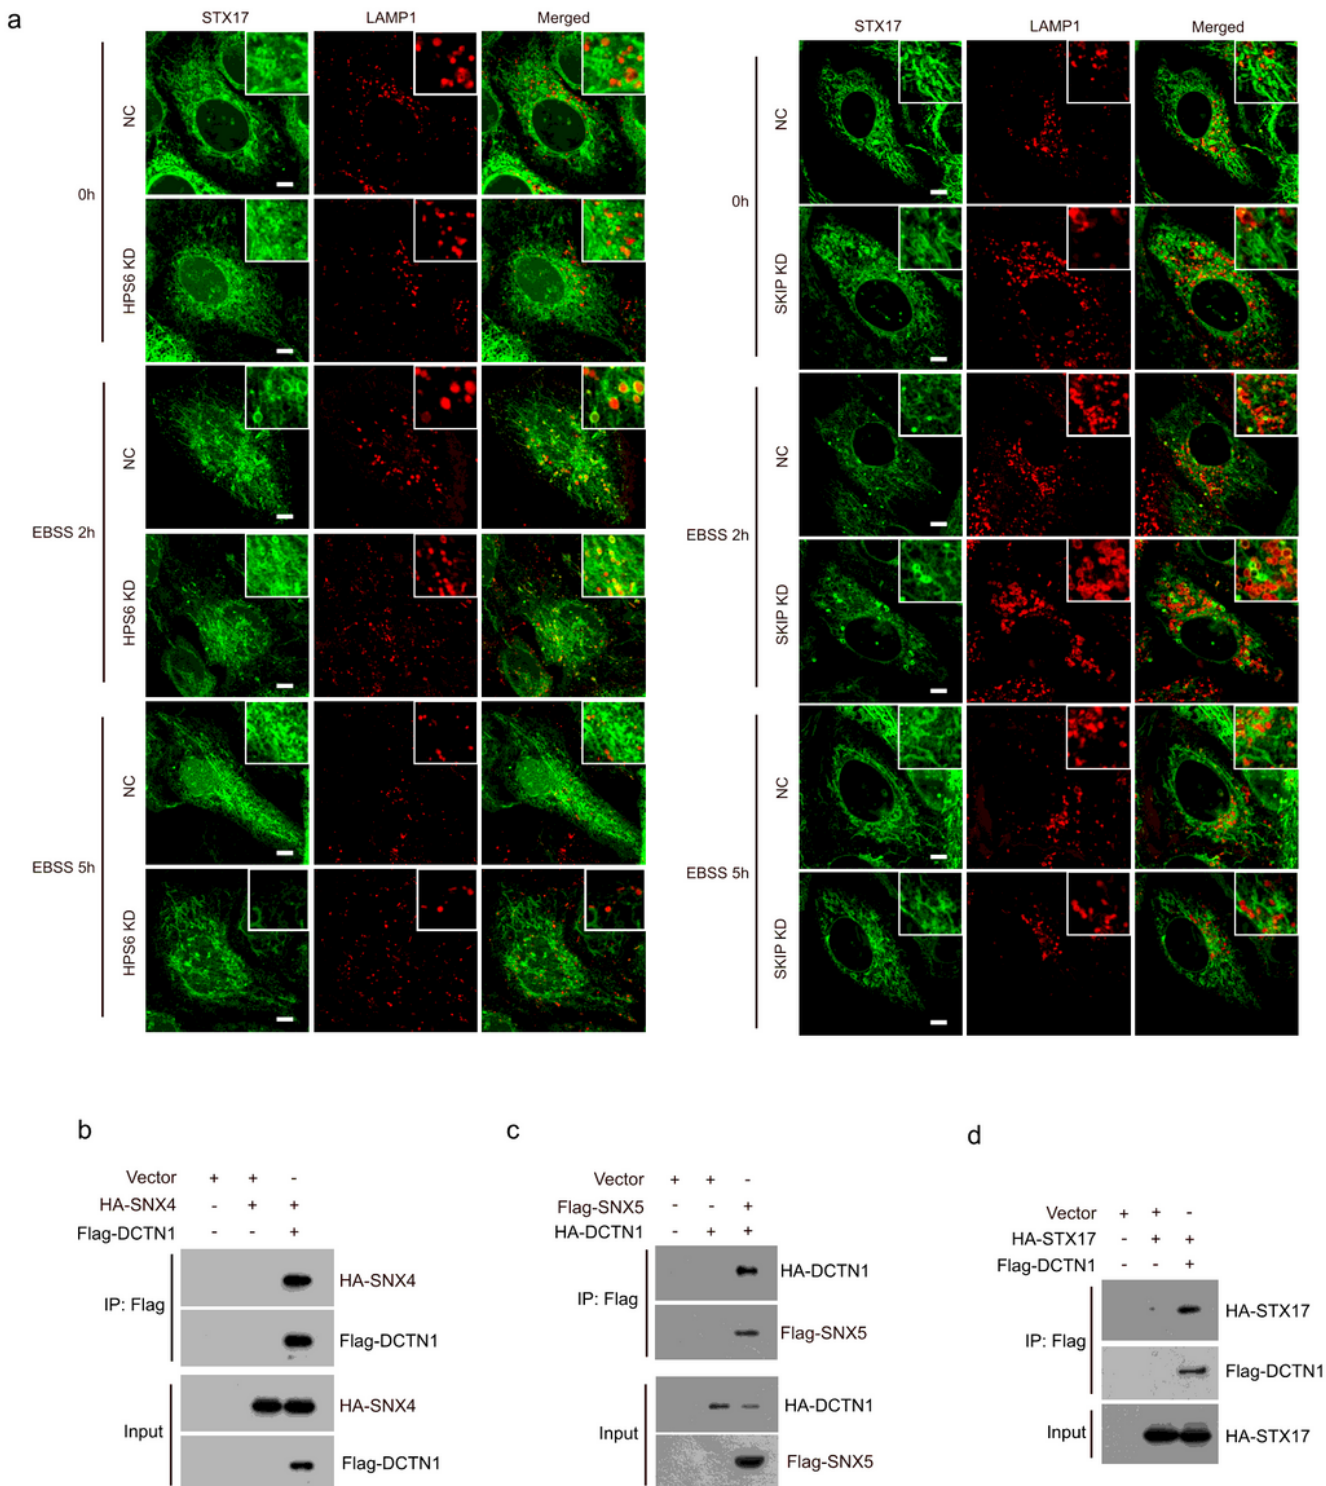 a
STX17 LAMP1 Merged
NC
0h
HPS6 KD
NC
EBSS 2h
HPS6 KD
NC
EBSS 5h
HPS6 KD
STX17 LAMP1 Merged
NC
0h
SKIP KD
NC
EBSS 2h
SKIP KD
NC
EBSS 5h
SKIP KD
b
Vector + + -
HA-SNX4 - + +
Flag-DCTN1 - - +
IP: Flag
HA-SNX4
Flag-DCTN1
Input
HA-SNX4
Flag-DCTN1
c
Vector + + -
Flag-SNX5 - - +
HA-DCTN1 - + +
IP: Flag
HA-DCTN1
Flag-SNX5
Input
HA-DCTN1
Flag-SNX5
d
Vector + + -
HA-STX17 - + +
Flag-DCTN1 - - +
IP: Flag
HA-STX17
Flag-DCTN1
Input
HA-STX17